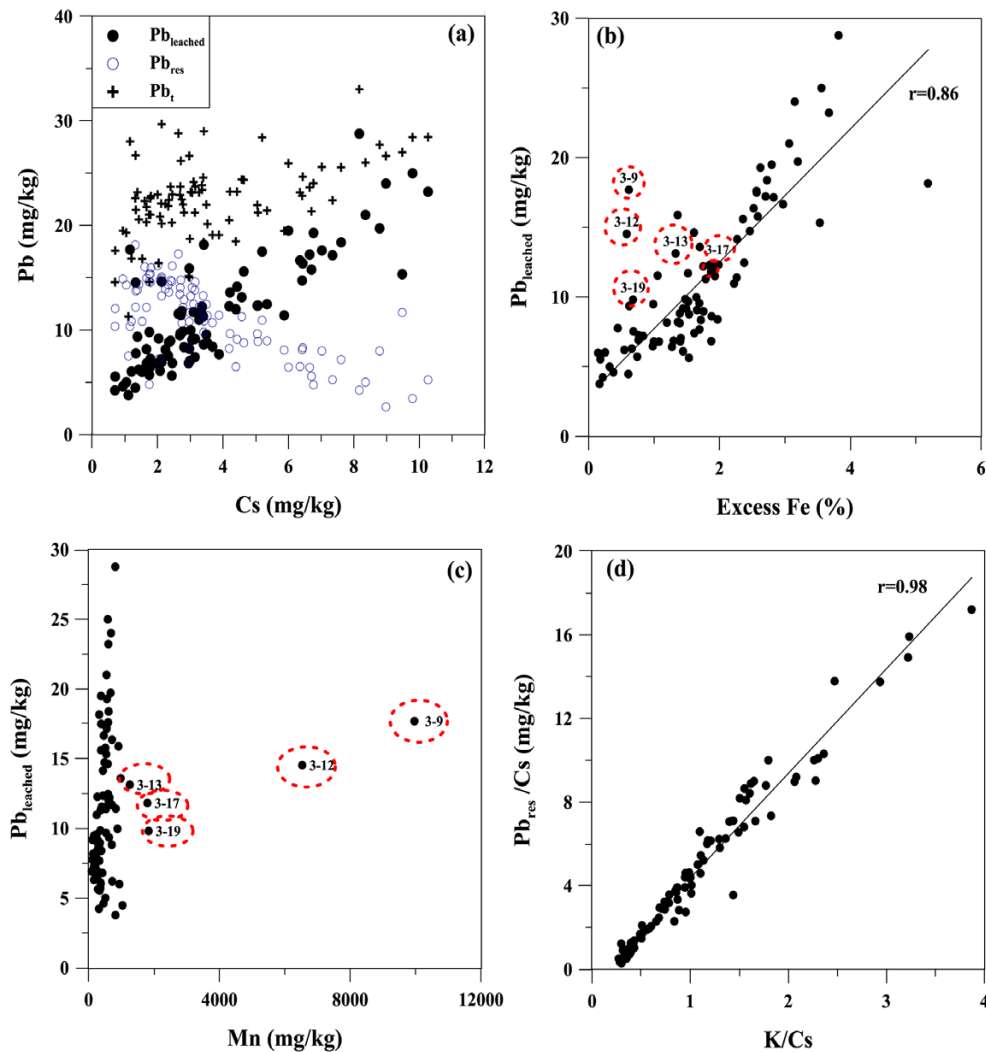 (a)
Pb_leached
Pb_res
Pb_t
40
30
20
10
0
Pb (mg/kg)
0 2 4 6 8 10 12
Cs (mg/kg)
(b)
r=0.86
3-9
3-12
3-13
3-17
3-19
30
20
10
0
Pb_leached (mg/kg)
0 2 4 6
Excess Fe (%)
(c)
3-9
3-12
3-13
3-17
3-19
30
25
20
15
10
5
0
Pb_leached (mg/kg)
0 4000 8000 12000
Mn (mg/kg)
(d)
r=0.98
20
16
12
8
4
0
Pb_res/Cs (mg/kg)
0 1 2 3 4
K/Cs